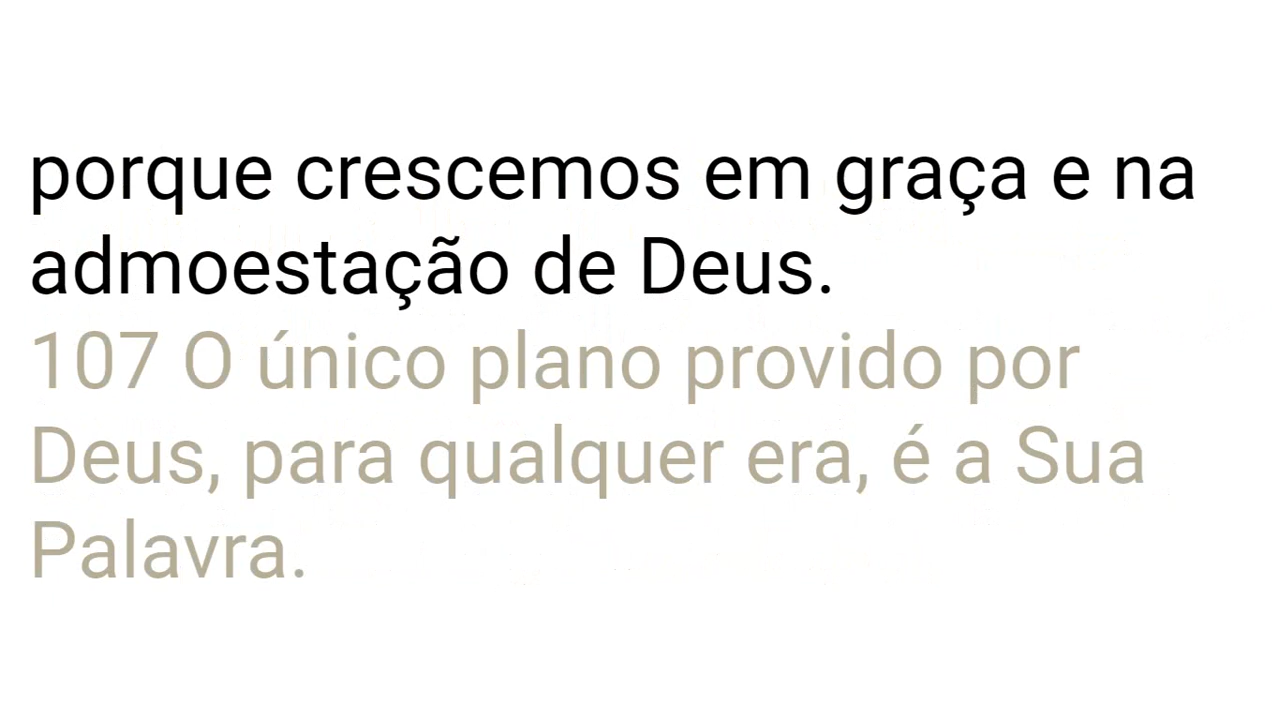 porque crescemos em graça e na
admoestação de Deus.
107 O único plano provido por
Deus, para qualquer era, é a Sua
Palavra.